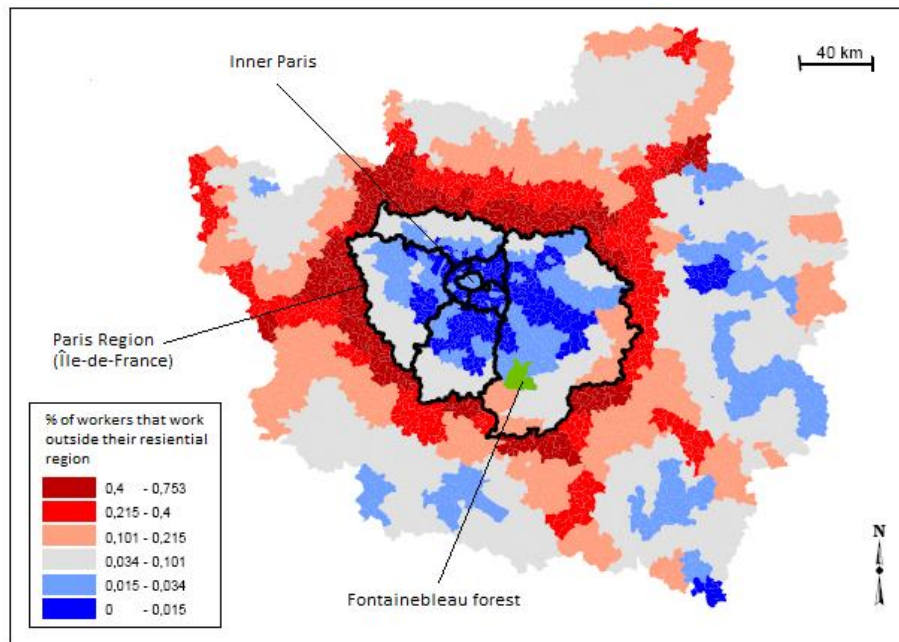 Inner Paris
40 km
Paris Region
(Île-de-France)
% of workers that work
outside their resiential
region
0,4 - 0,753
0,215 - 0,4
0,101 - 0,215
0,034 - 0,101
0,015 - 0,034
0 - 0,015
Fontainebleau forest
N